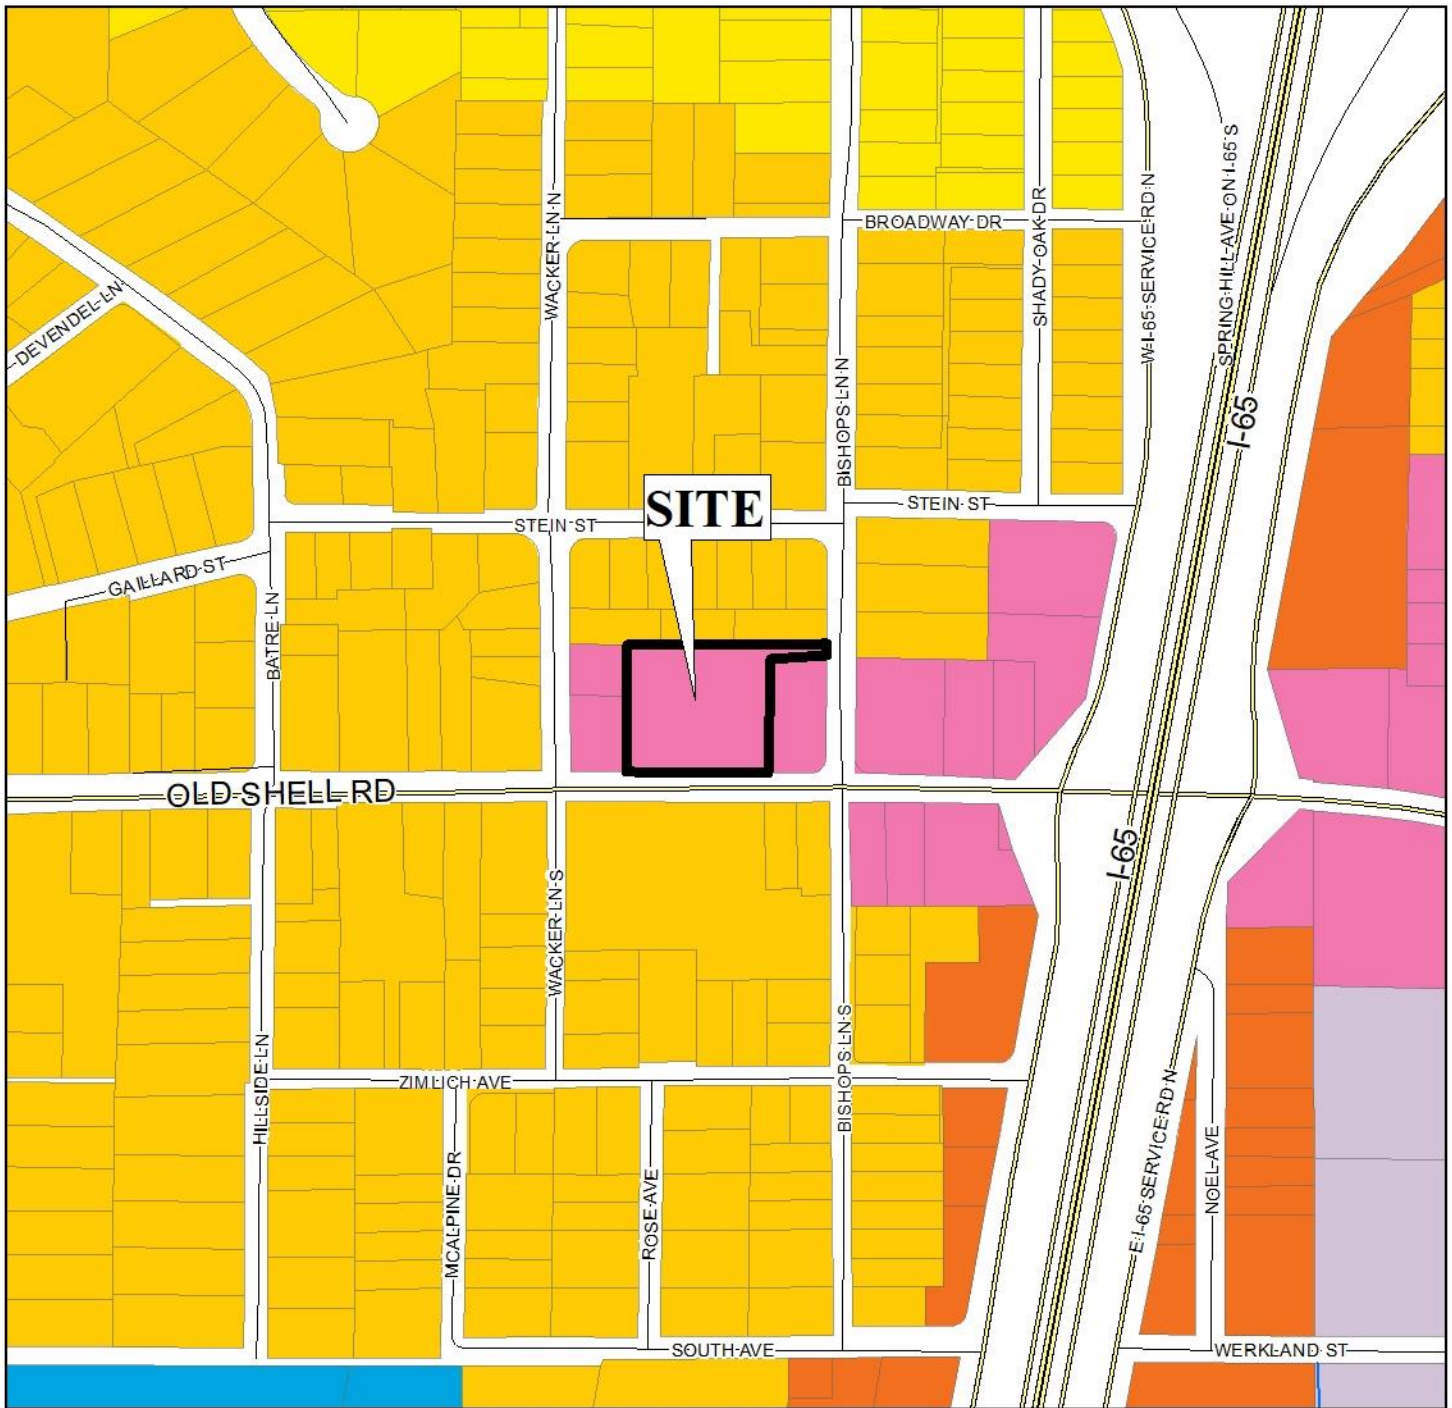 WACKER LN N
BROADWAY DR
SHADY OAK DR
W I-65 SERVICE RD N
SPRING HILL AVE ON I-65 S
DEVENDEL LN
BISHOPS LN N
I-65
SITE
STEIN ST
STEIN ST
GAILLARD ST
BATRE LN
OLD SHELL RD
I-65
WACKER LN S
BISHOPS LN S
HILLSIDE LN
ZIMLICH AVE
BISHOPS LN S
MCALPINE DR
ROSE AVE
E I-65 SERVICE RD N
NOEL AVE
SOUTH AVE
WERKLAND ST